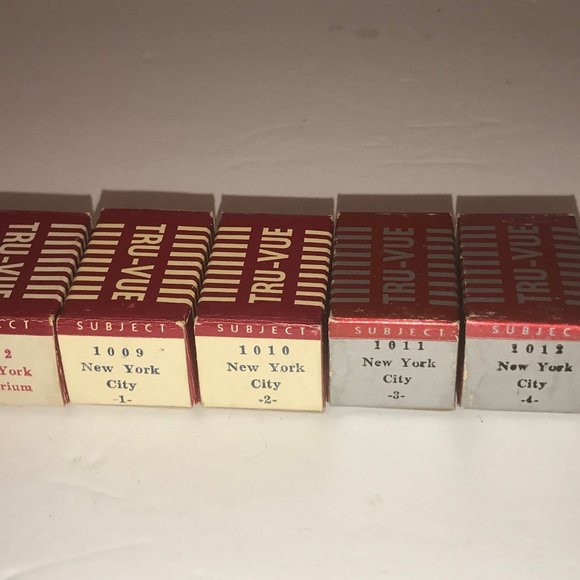 TRU-VUE
SUBJECT
2
York
rium
TRU-VUE
SUBJECT
1009
New York
City
-1-
TRU-VUE
SUBJECT
1010
New York
City
-2-
TRU-VUE
SUBJECT
1011
New York
City
-3-
TRU-VUE
SUBJECT
1012
New York
City
-4-